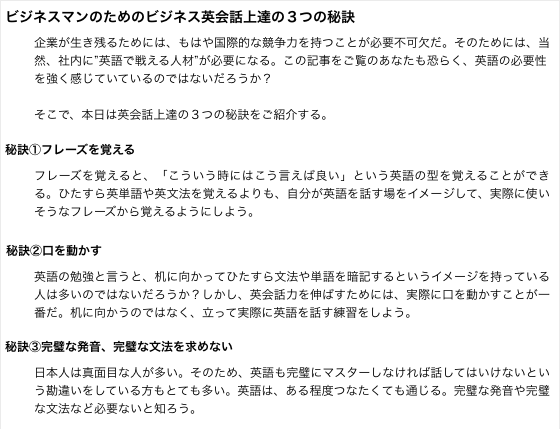 ビジネスマンのためのビジネス英会話上達の３つの秘訣
企業が生き残るためには、もはや国際的な競争力を持つことが必要不可欠だ。そのためには、当
然、社内に”英語で戦える人材”が必要になる。この記事をご覧のあなたも恐らく、英語の必要性
を強く感じていているのではないだろうか？
そこで、本日は英会話上達の３つの秘訣をご紹介する。
秘訣①フレーズを覚える
フレーズを覚えると、「こういう時にはこう言えば良い」という英語の型を覚えることができ
る。ひたすら英単語や英文法を覚えるよりも、自分が英語を話す場をイメージして、実際に使い
そうなフレーズから覚えるようにしよう。
秘訣②口を動かす
英語の勉強と言うと、机に向かってひたすら文法や単語を暗記するというイメージを持っている
人は多いのではないだろうか？しかし、英会話力を伸ばすためには、実際に口を動かすことが一
番だ。机に向かうのではなく、立って実際に英語を話す練習をしよう。
秘訣③完璧な発音、完璧な文法を求めない
日本人は真面目な人が多い。そのため、英語も完璧にマスターしなければ話してはいけないとい
う勘違いをしている方もとても多い。英語は、ある程度つたなくても通じる。完璧な発音や完璧
な文法など必要ないと知ろう。